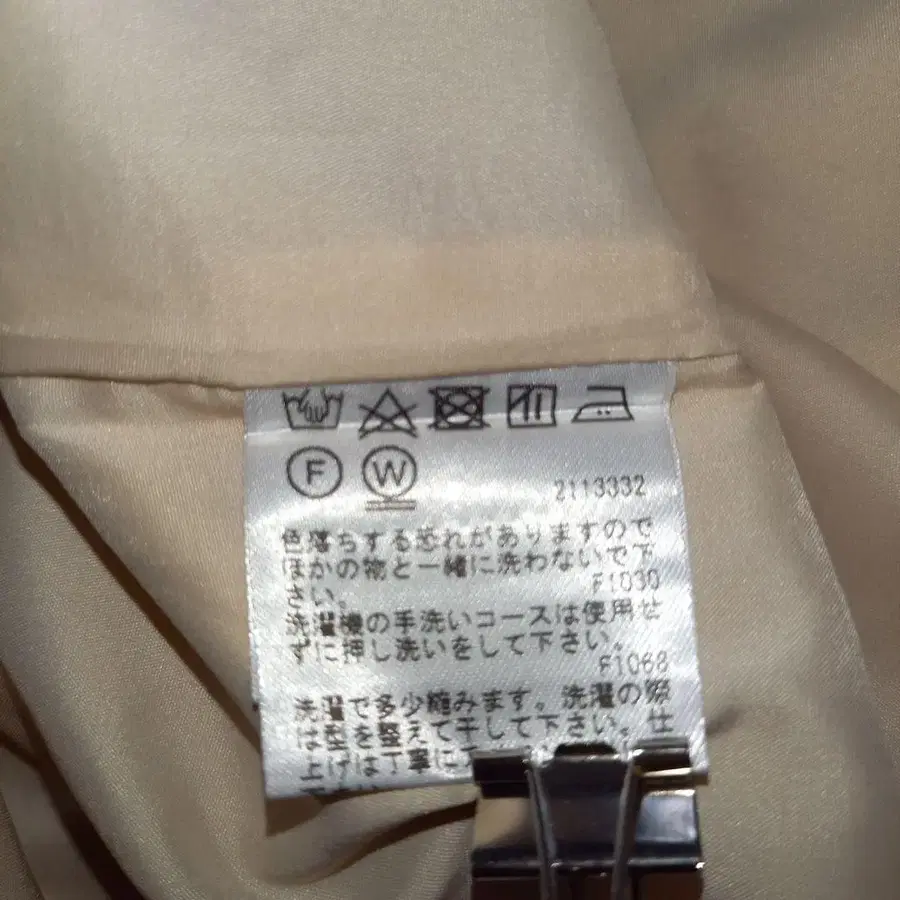 F W
2113332
色落ちする恐れがありますので
ほかの物と一緒に洗わないで下
さい。
F1030
洗濯機の手洗いコースは使用せ
ずに押し洗いをして下さい。
F1068
洗濯で多少縮みます。洗濯の際
は型を整えて干して下さい。仕
上げは丁寧に